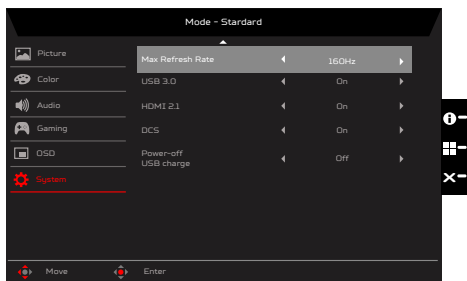 Mode - Stardard
Picture
Color
Audio
Gaming
OSD
System
Max Refresh Rate 160Hz
USB 3.0 On
HDMI 2.1 On
DCS On
Power-off
USB charge Off
Move Enter